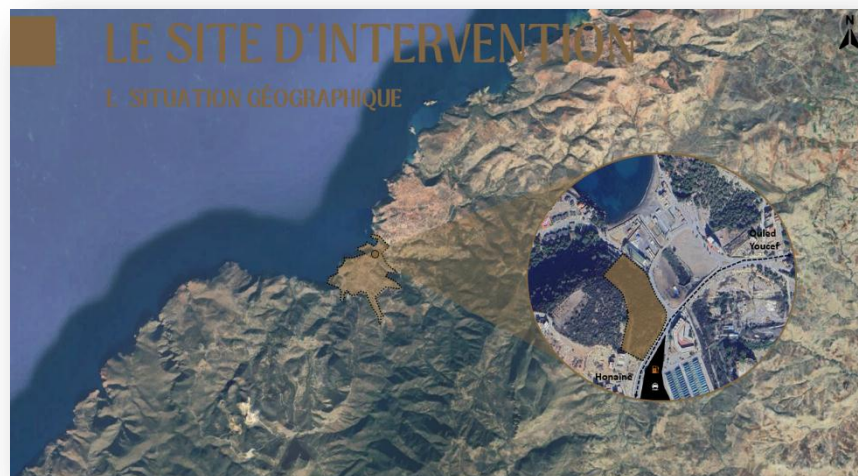 LE SITE D'INTERVENTION
1. SITUATION GÉOGRAPHIQUE
N
Ouled
Youcef
Honaine